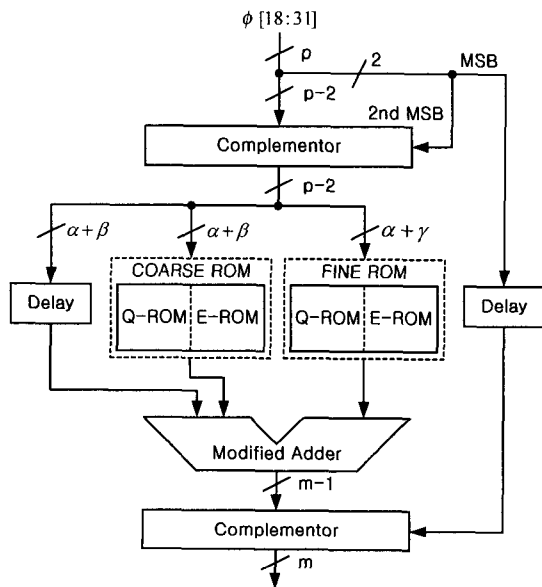 ϕ [18:31]
p
2
MSB
p-2
2nd MSB
Complementor
p-2
α+β
α+β
α+γ
COARSE ROM
FINE ROM
Delay
Q-ROM
E-ROM
Q-ROM
E-ROM
Delay
Modified Adder
m-1
Complementor
m